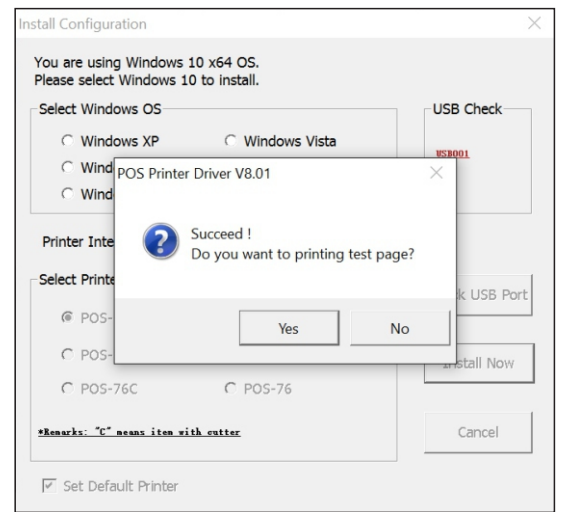 Install Configuration
You are using Windows 10 x64 OS.
Please select Windows 10 to install.
Select Windows OS
USB Check
Windows XP
Windows Vista
USB001
POS Printer Driver V8.01
Succeed !
Do you want to printing test page?
Yes
No
Printer
Select
USB Port
POS-
POS-
Now
POS-76C
POS-76
*Remarks: "C" means item with cutter
Cancel
Set Default Printer